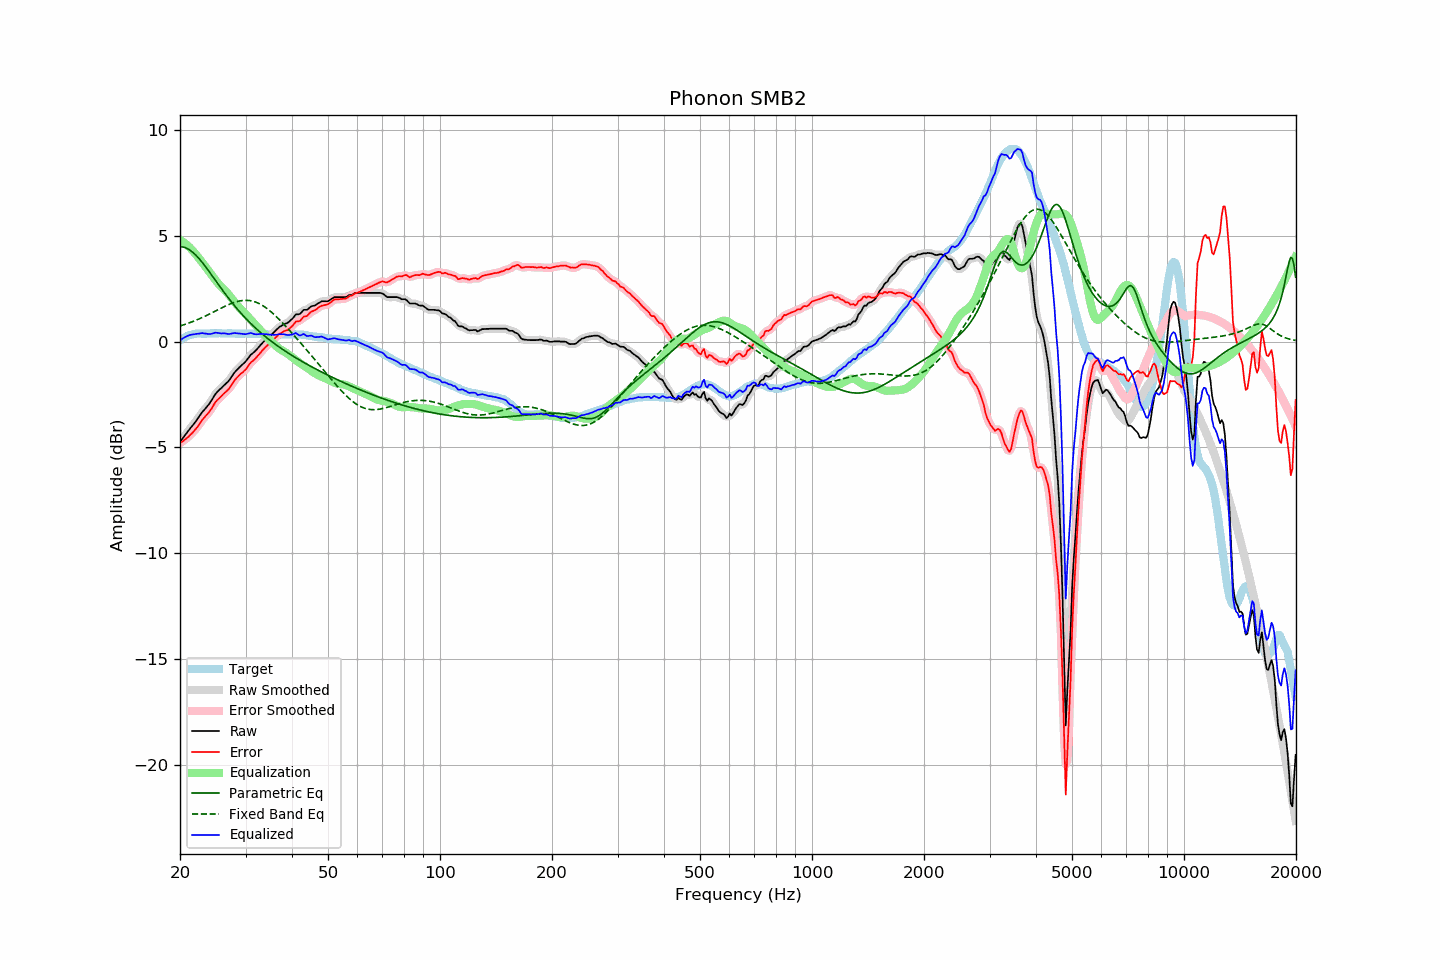 Phonon SMB2
10
5
0
−5
−10
−15
−20
Amplitude (dBr)
Target
Raw Smoothed
Error Smoothed
Raw
Error
Equalization
Parametric Eq
Fixed Band Eq
Equalized
20 50 100 200 500 1000 2000 5000 10000 20000
Frequency (Hz)